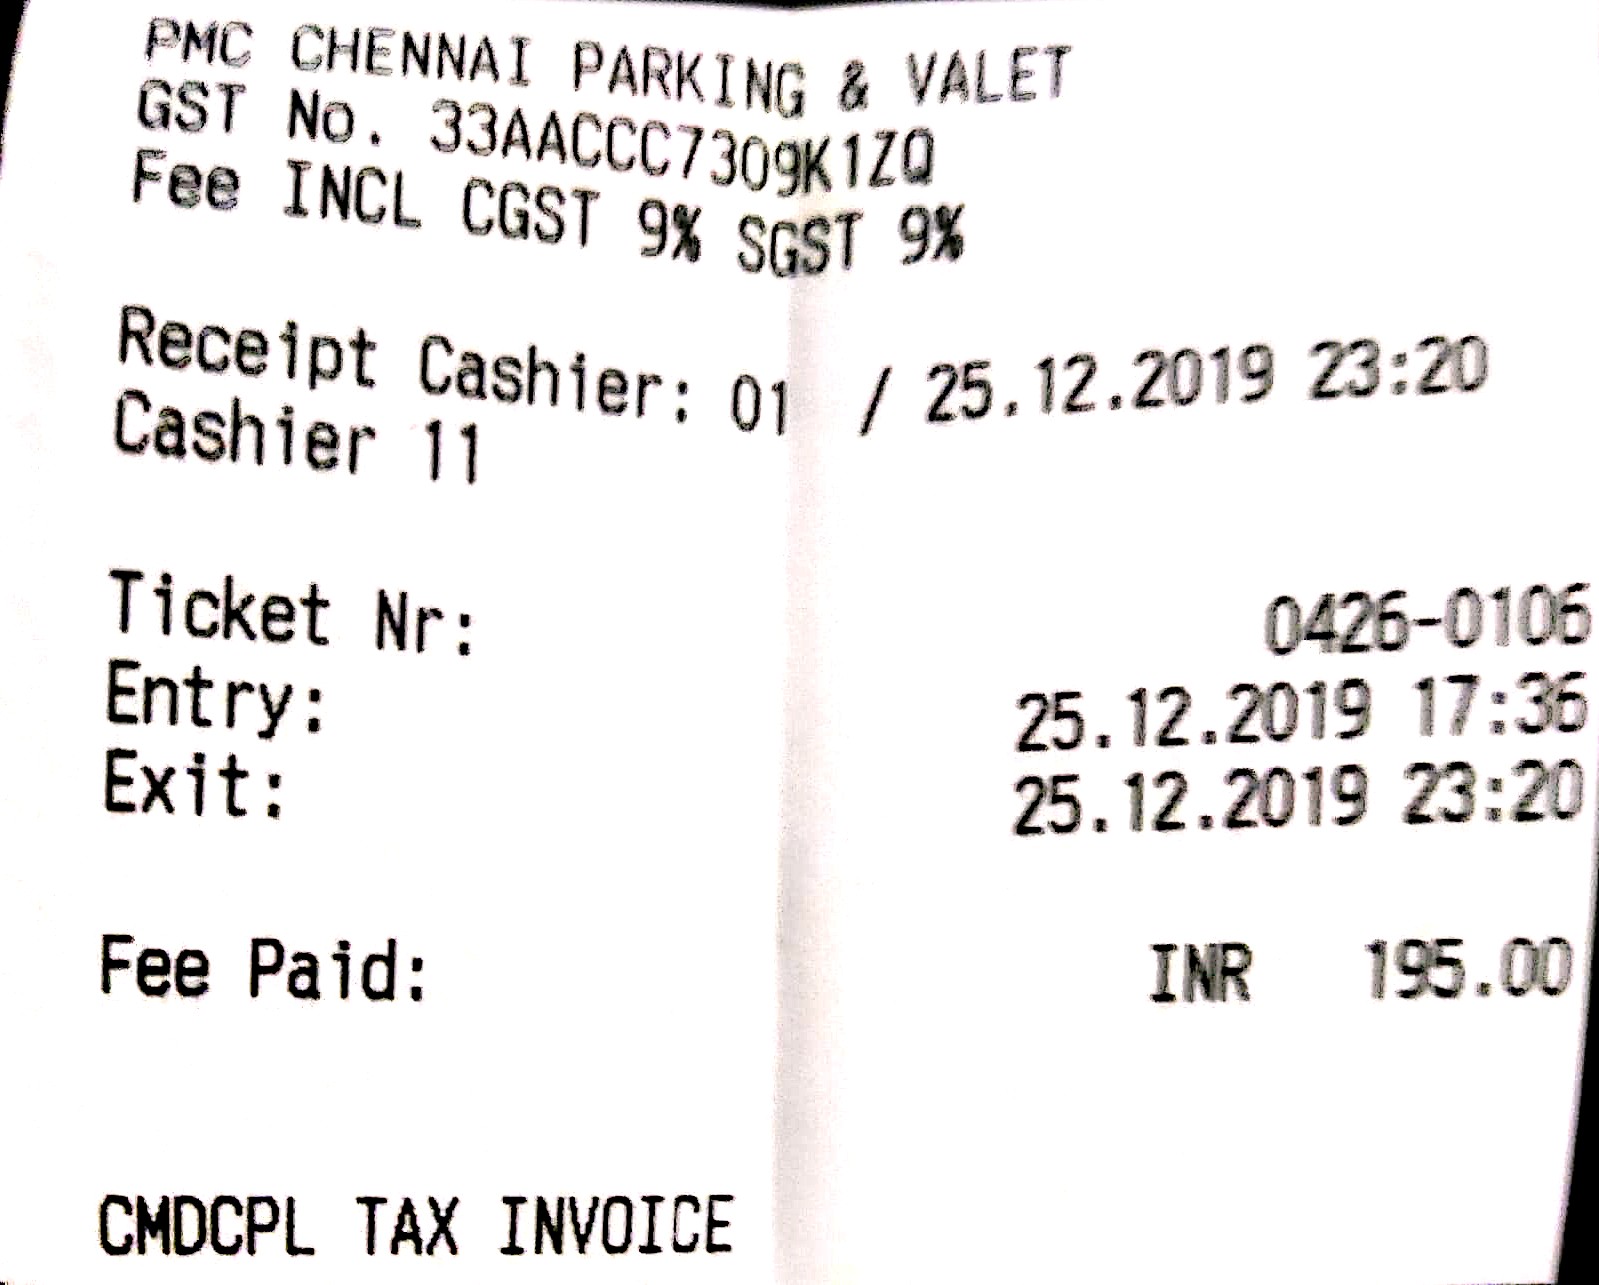 PMC CHENNAI PARKING & VALET
GST No. 33AACCC7309K1ZQ
Fee INCL CGST 9% SGST 9%
Receipt Cashier: 01 / 25.12.2019 23:20
Cashier 11
Ticket Nr: 0426-0106
Entry: 25.12.2019 17:36
Exit: 25.12.2019 23:20
Fee Paid: INR 195.00
CMDCPL TAX INVOICE